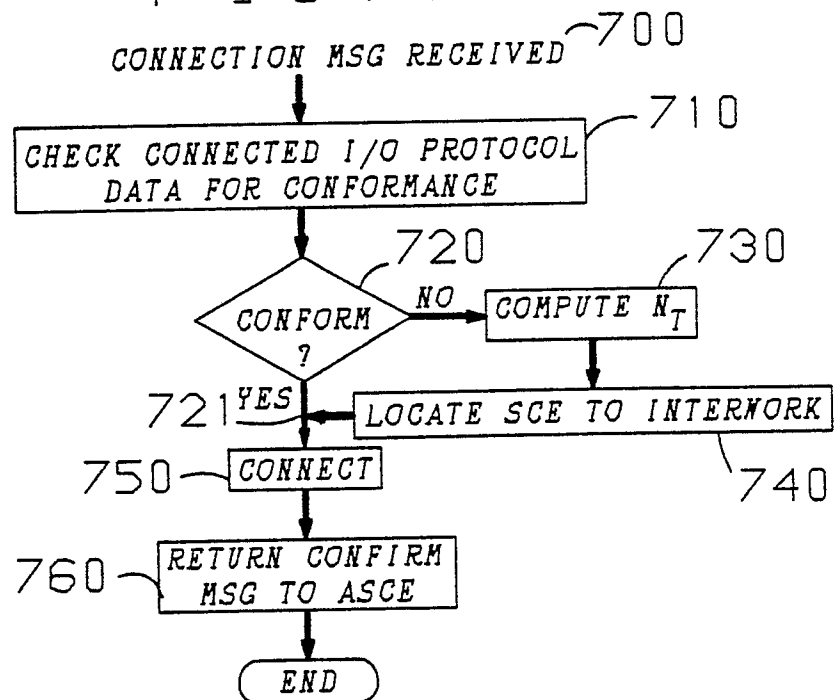 CONNECTION MSG RECEIVED 700
710
CHECK CONNECTED I/O PROTOCOL
DATA FOR CONFORMANCE
720
730
CONFORM
?
NO
COMPUTE NT
721 YES
LOCATE SCE TO INTERWORK
740
750 CONNECT
760
RETURN CONFIRM
MSG TO ASCE
END